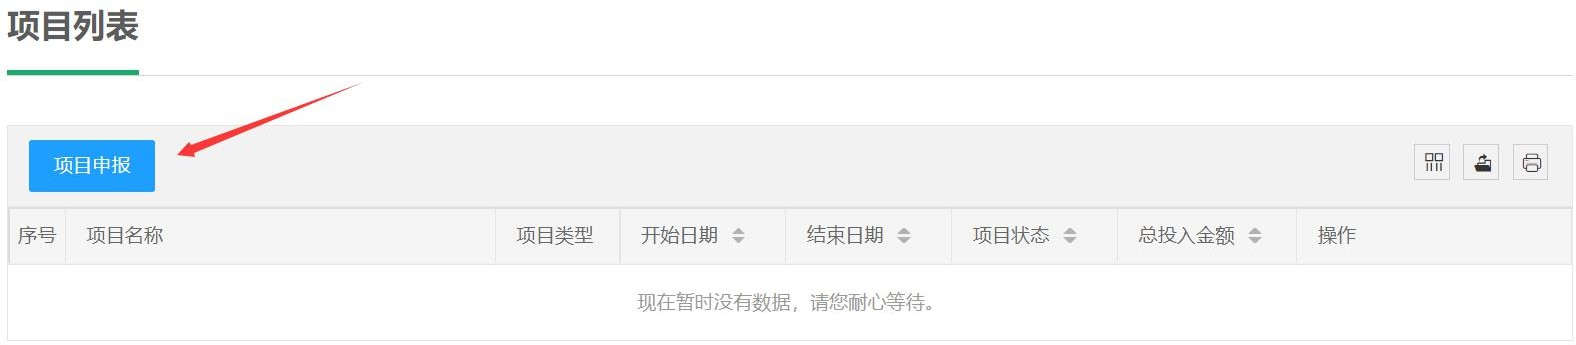 项目列表
项目申报
序号 项目名称 项目类型 开始日期 结束日期 项目状态 总投入金额 操作
现在暂时没有数据，请您耐心等待。